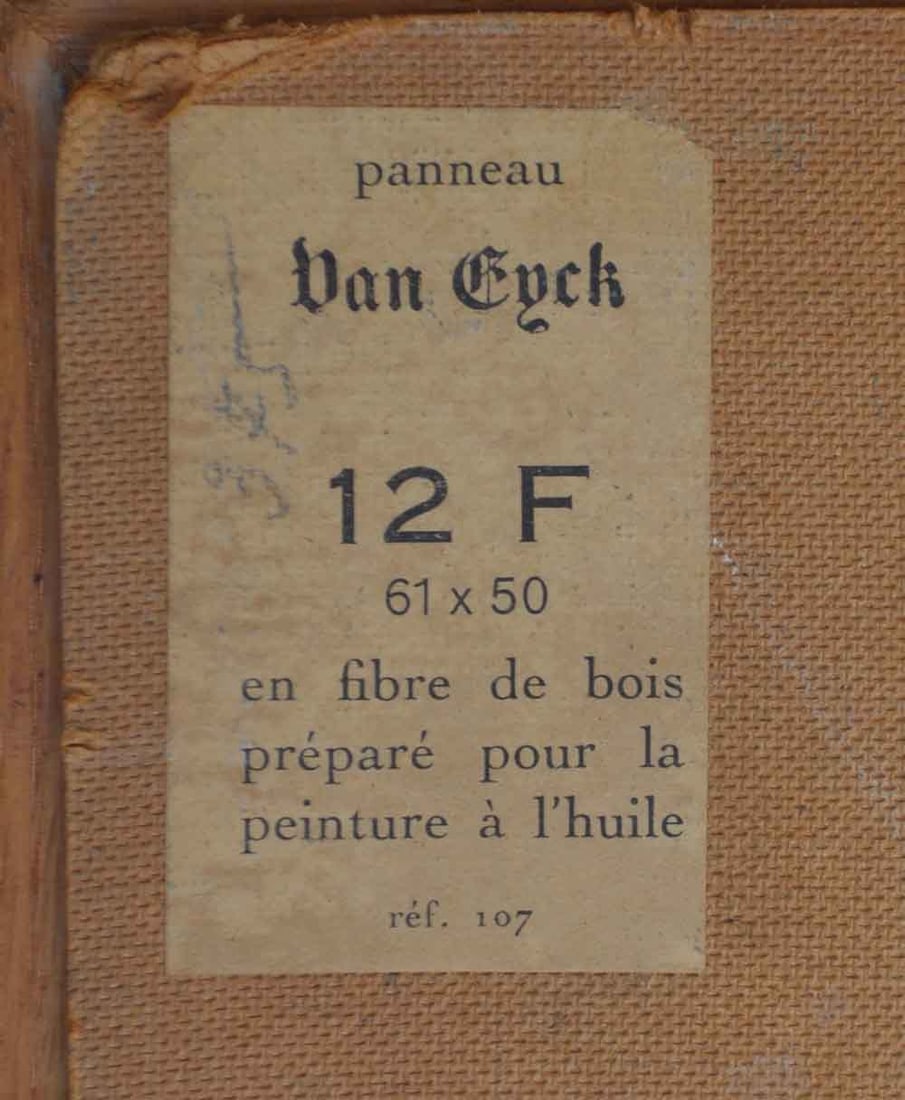 panneau
Van Eyck
12 F
61 x 50
en fibre de bois
préparé pour la
peinture à l'huile
réf. 107